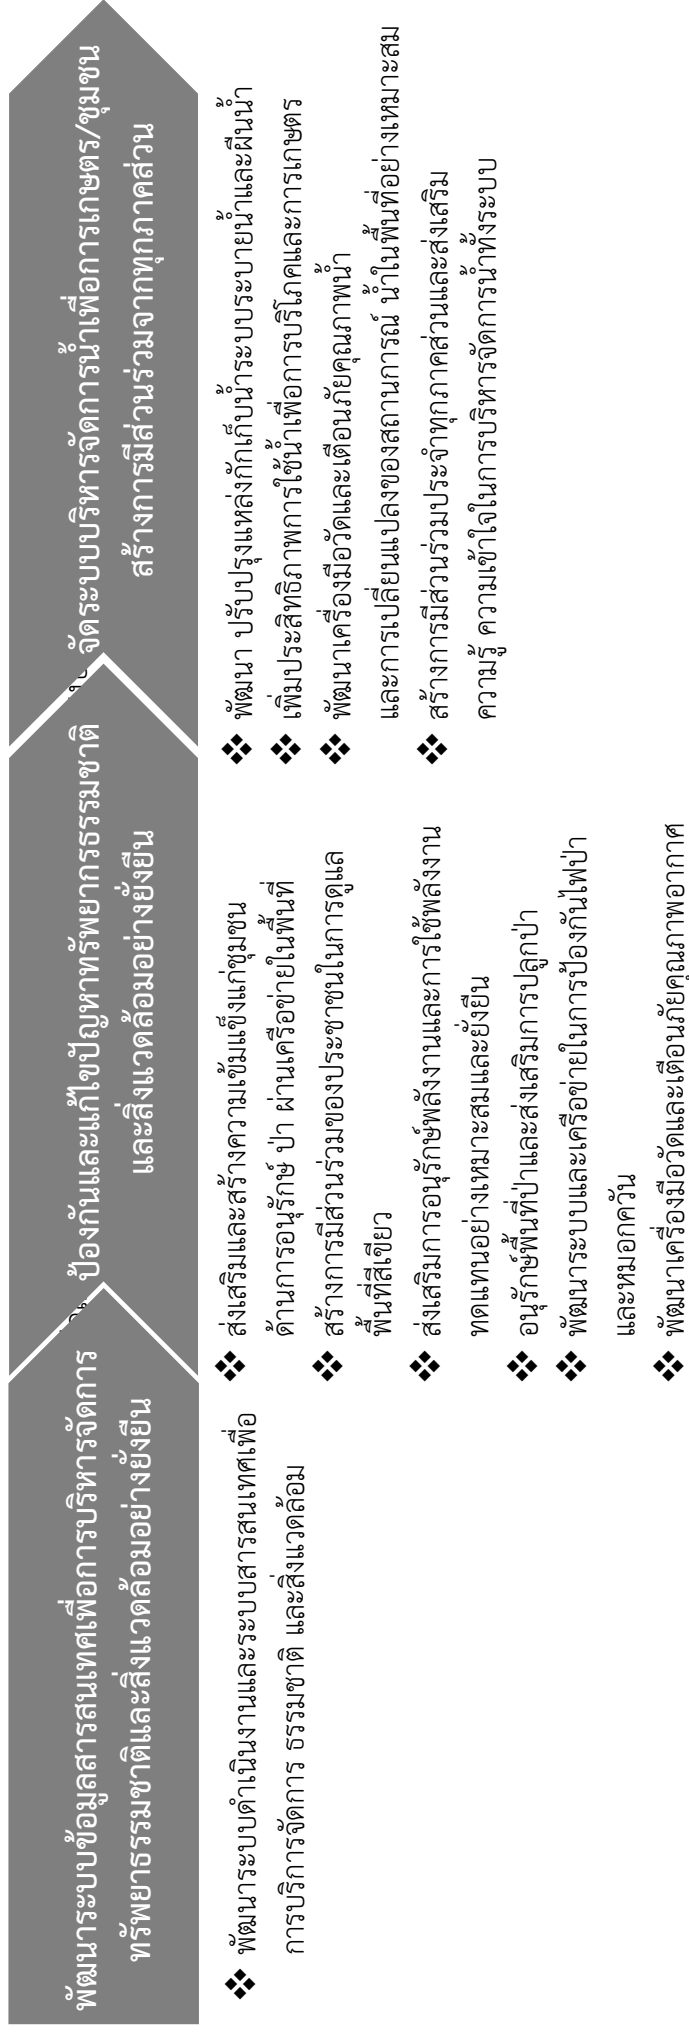 พัฒนาระบบข้อมูลสารสนเทศเพื่อการบริหารจัดการ
ทรัพยาธรรมชาติและสิ่งแวดล้อมอย่างยั่งยืน
❖ พัฒนาระบบดำเนินงานและระบบสารสนเทศเพื่อ
การบริการจัดการ ธรรมชาติ และสิ่งแวดล้อม
ป้องกันและแก้ไขปัญหาทรัพยากรธรรมชาติ
และสิ่งแวดล้อมอย่างยั่งยืน
❖ ส่งเสริมและสร้างความเข้มแข็งแก่ชุมชน
ด้านการอนุรักษ์ ป่า ผ่านเครือข่ายในพื้นที่
❖ สร้างการมีส่วนร่วมของประชาชนในการดูแล
พื้นที่สีเขียว
❖ ส่งเสริมการอนุรักษ์พลังงานและการใช้พลังงาน
ทดแทนอย่างเหมาะสมและยั่งยืน
❖ อนุรักษ์พื้นที่ป่าและส่งเสริมการปลูกป่า
❖ พัฒนาระบบและเครือข่ายในการป้องกันไฟป่า
และหมอกควัน
❖ พัฒนาเครื่องมือวัดและเตือนภัยคุณภาพอากาศ
จัดระบบบริหารจัดการน้ำเพื่อการเกษตร/ชุมชน
สร้างการมีส่วนร่วมจากทุกภาคส่วน
❖ พัฒนา ปรับปรุงแหล่งกักเก็บน้ำระบบระบายน้ำและผืนน้ำ
❖ เพิ่มประสิทธิภาพการใช้น้ำเพื่อการบริโภคและการเกษตร
❖ พัฒนาเครื่องมือวัดและเตือนภัยคุณภาพน้ำ
และการเปลี่ยนแปลงของสถานการณ์ น้ำในพื้นที่อย่างเหมาะสม
❖ สร้างการมีส่วนร่วมประจำทุกภาคส่วนและส่งเสริม
ความรู้ ความเข้าใจในการบริหารจัดการน้ำทั้งระบบ